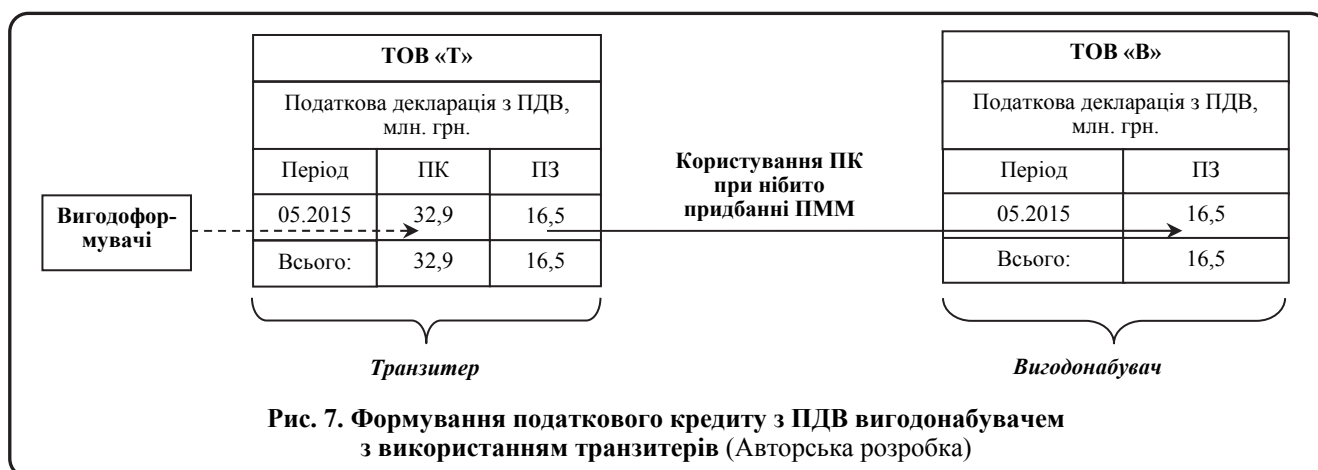 ТОВ «Т»
Податкова декларація з ПДВ,
млн. грн.
Період ПК ПЗ
05.2015 32,9 16,5
Всього: 32,9 16,5
Вигодофор-
мувачі
Користування ПК
при нібито
придбанні ПММ
ТОВ «В»
Податкова декларація з ПДВ,
млн. грн.
Період ПЗ
05.2015 16,5
Всього: 16,5
Транзитер
Вигодонабувач
Рис. 7. Формування податкового кредиту з ПДВ вигодонабувачем
з використанням транзитерів (Авторська розробка)